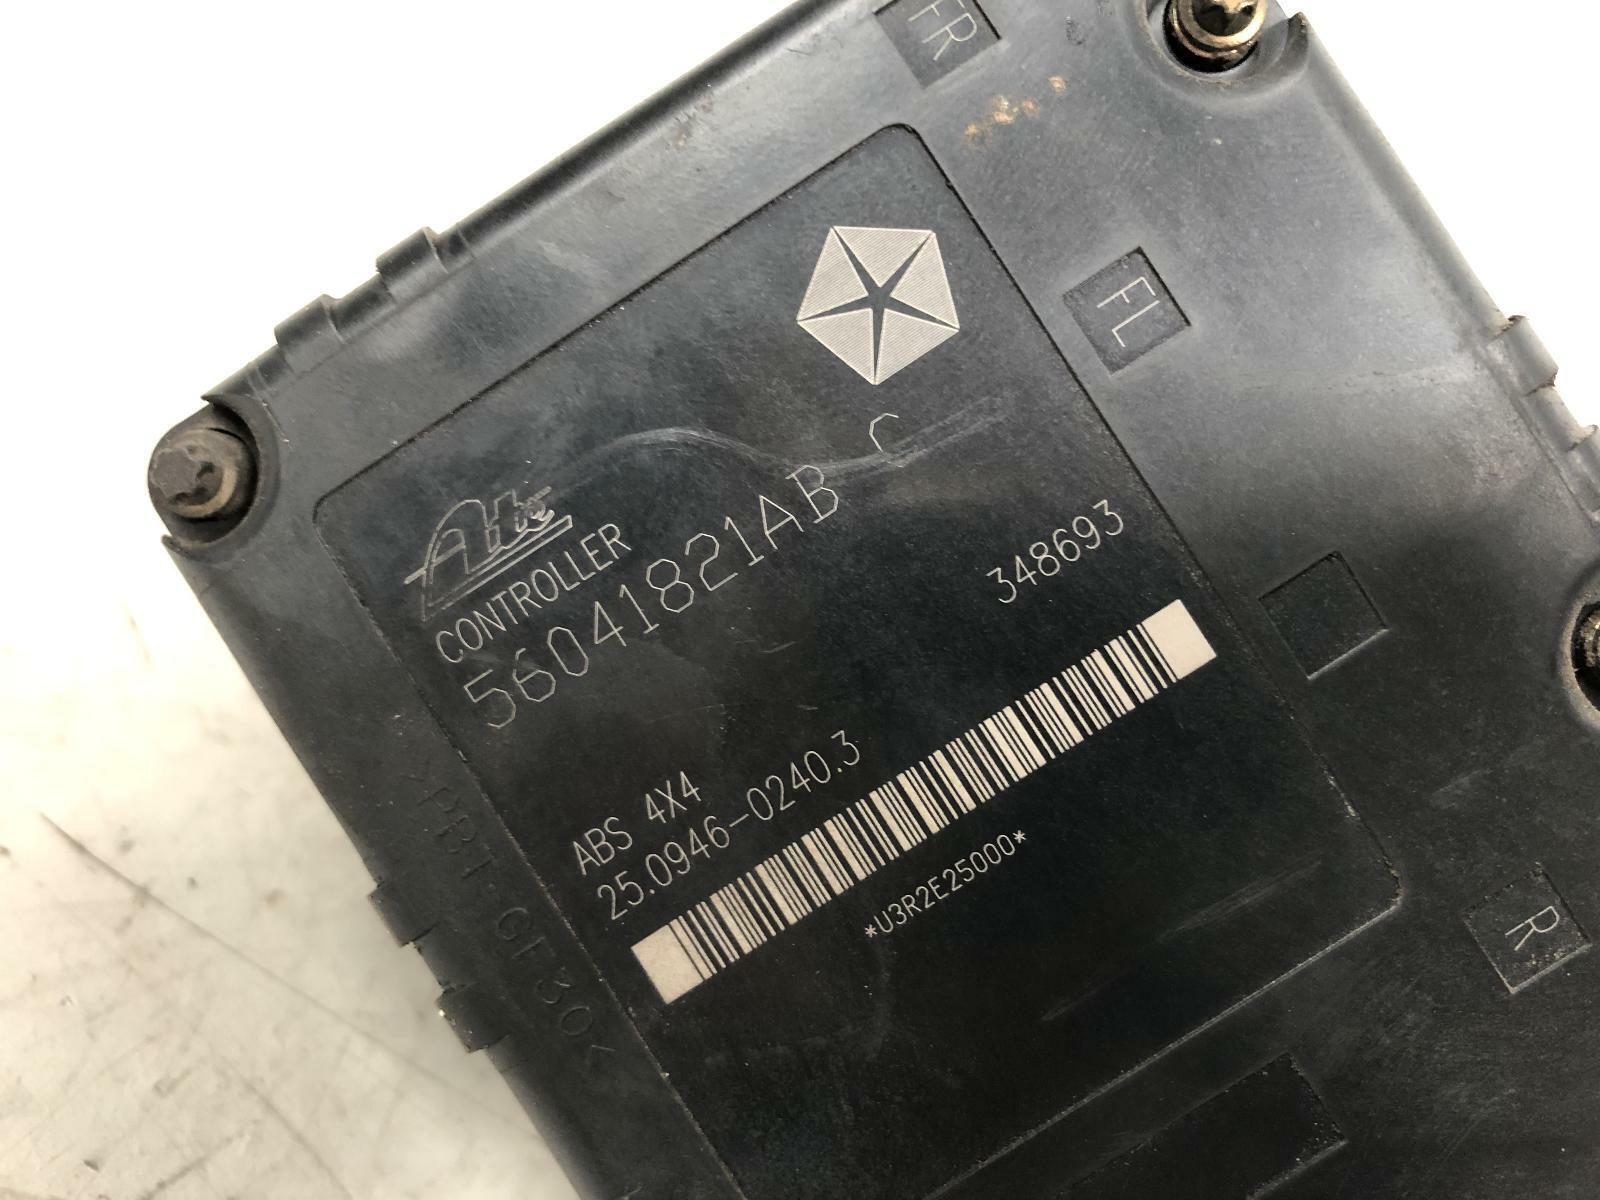 FR
FL
Ate
CONTROLLER
56041821AB C
348693
ABS 4X4
25.0946-0240.3
*U3R2E25000*
R
>PBT-GF30<